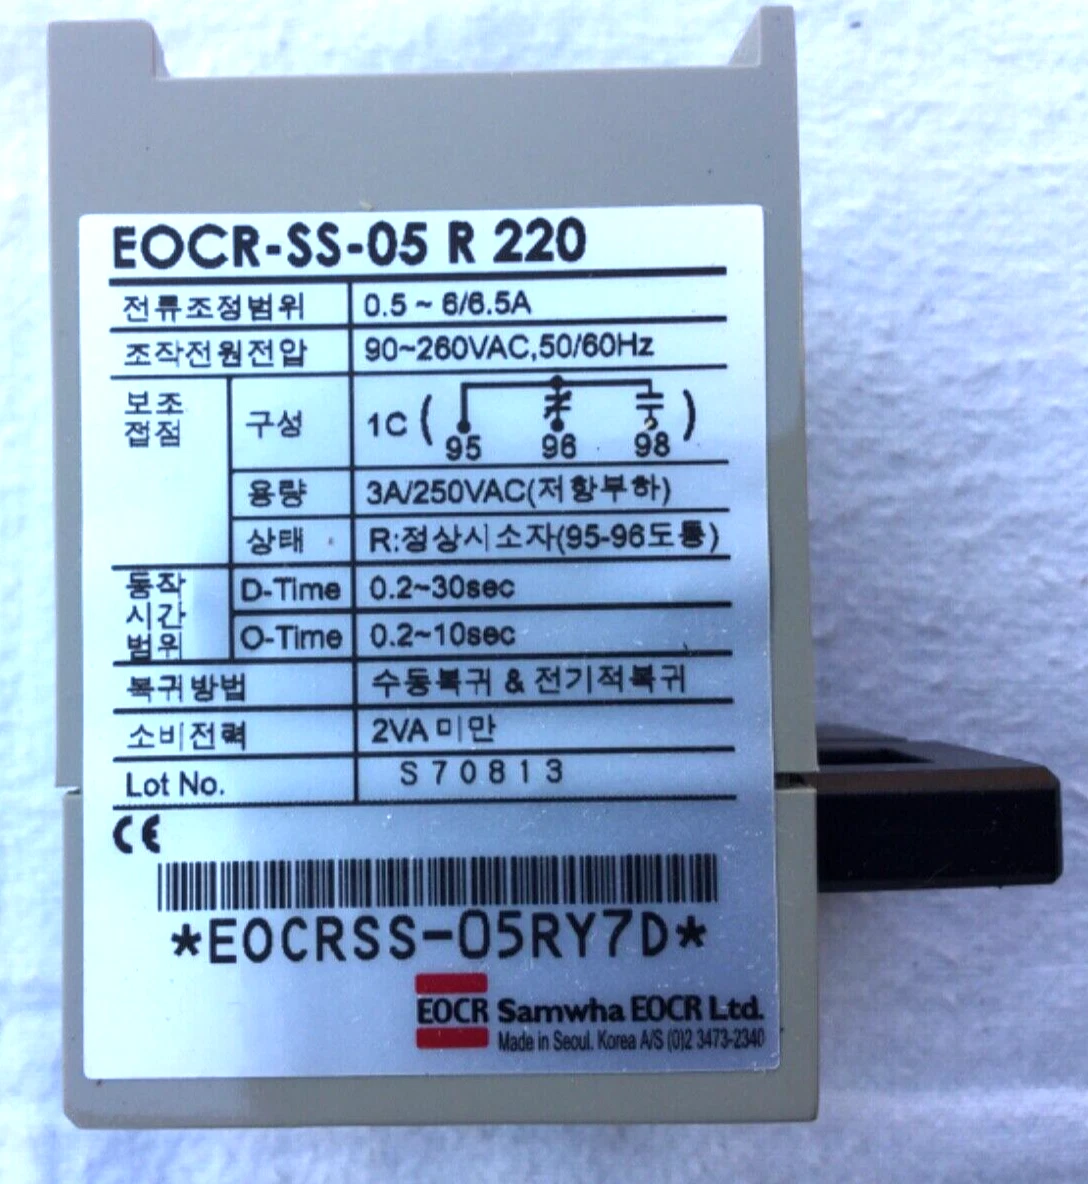 EOCR-SS-05 R 220
전류조정범위 0.5 ~ 6/6.5A
조작전원전압 90~260VAC,50/60Hz
보조
접점
구성 1C ( 95 96 98 )
용량 3A/250VAC(저항부하)
상태 R:정상시소자(95-96도통)
동작
시간
범위
D-Time 0.2~30sec
O-Time 0.2~10sec
복귀방법 수동복귀 & 전기적복귀
소비전력 2VA 미만
Lot No. S70813
CE
*EOCRSS-05RY7D*
EOCR Samwha EOCR Ltd.
Made in Seoul. Korea A/S (0)2 3473-2340